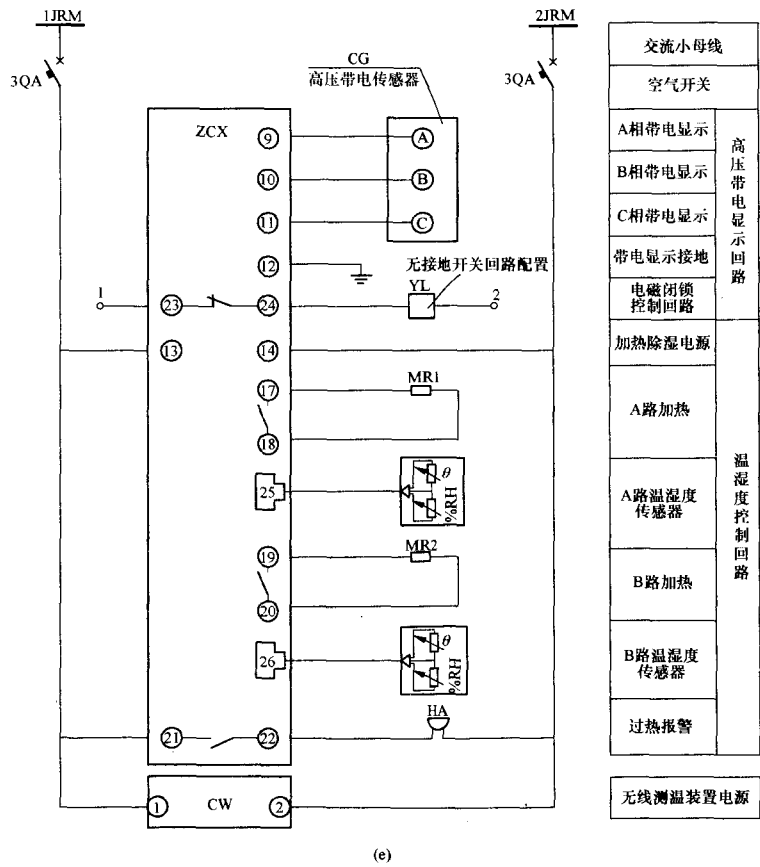 1JRM
2JRM
3QA
3QA
CG
高压带电传感器
ZCX
9
A
10
B
11
C
12
无接地开关回路配置
1
23
24
YL
2
13
14
17
MR1
18
25
θ
%RH
19
MR2
20
26
θ
%RH
HA
21
22
1
CW
2
交流小母线
空气开关
A相带电显示
B相带电显示
C相带电显示
带电显示接地
电磁闭锁
控制回路
高压带电显示回路
加热除湿电源
A路加热
A路温湿度
传感器
B路加热
B路温湿度
传感器
过热报警
温湿度控制回路
无线测温装置电源
(e)